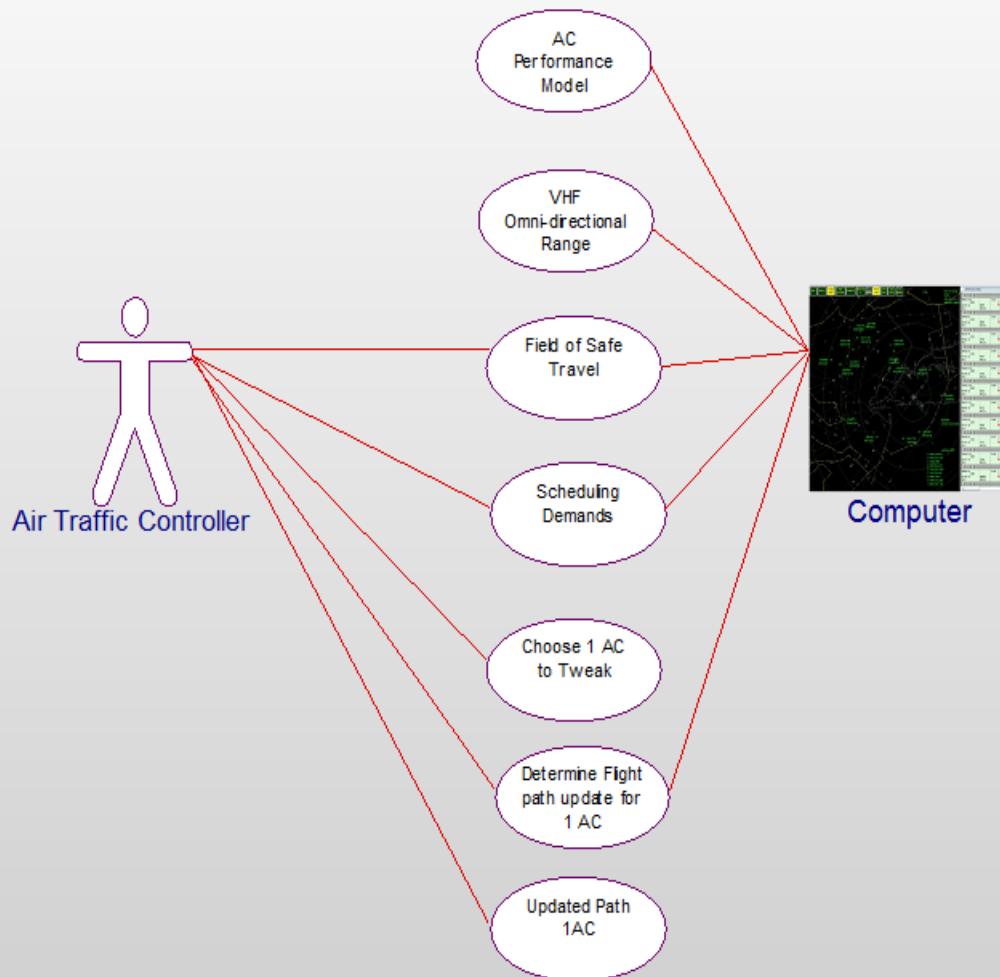 AC
Performance
Model
VHF
Omni-directional
Range
Field of Safe
Travel
Air Traffic Controller
Scheduling
Demands
Computer
Choose 1 AC
to Tweak
Determine Flight
path update for
1 AC
Updated Path
1AC